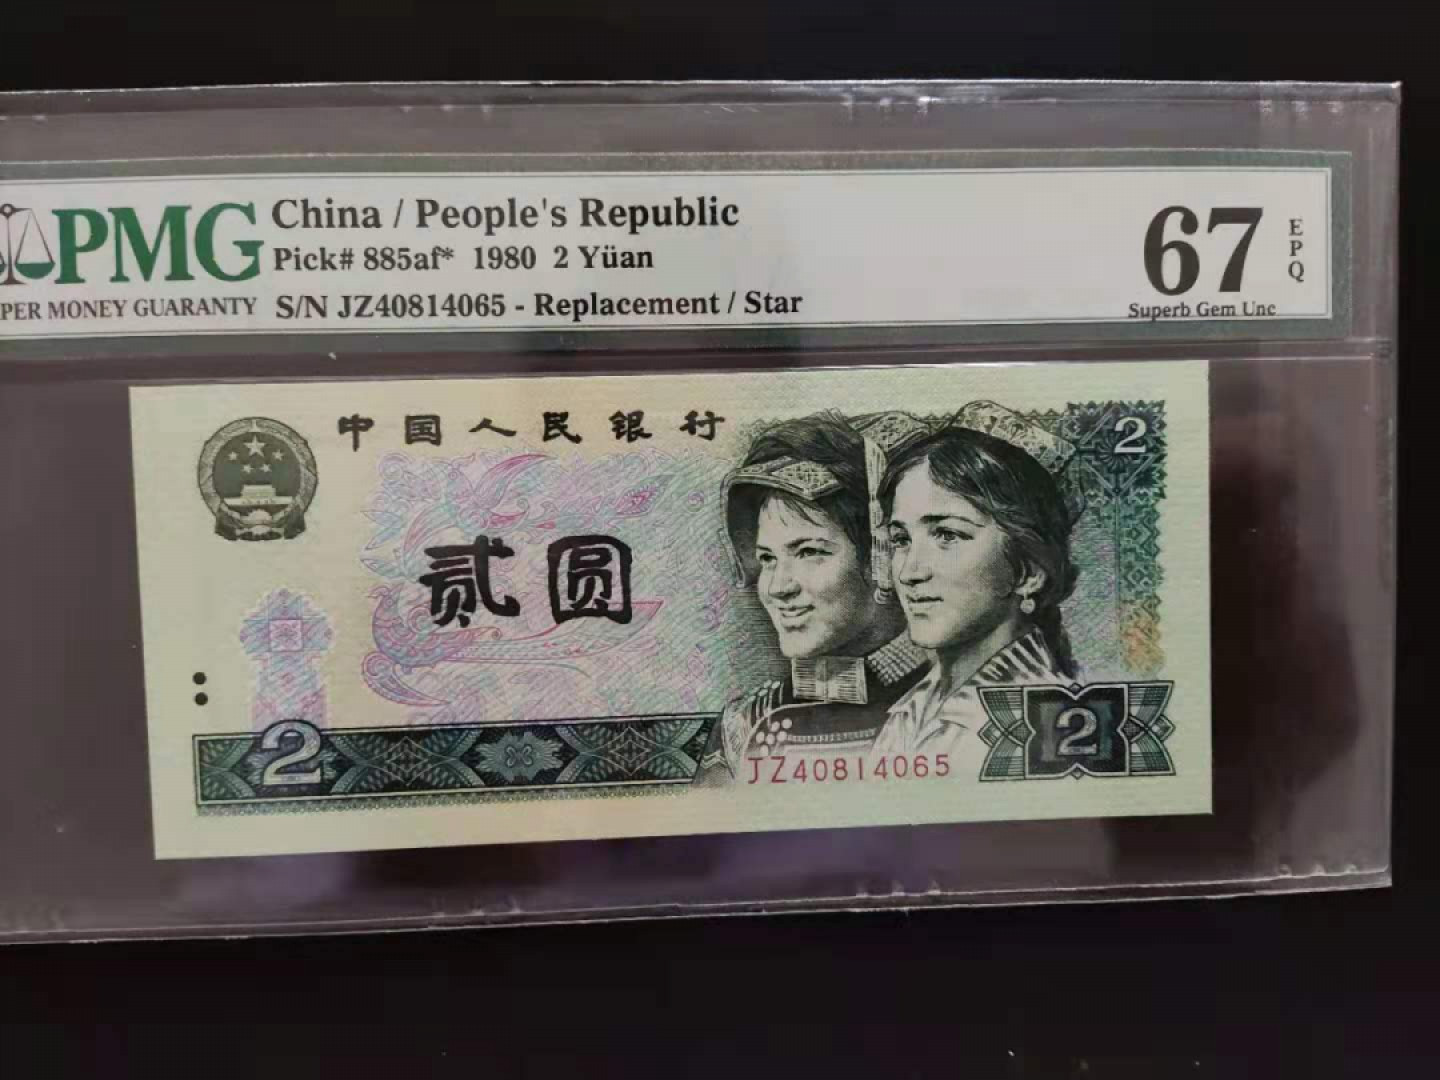 PMG
PER MONEY GUARANTY
China / People's Republic
Pick# 885af* 1980 2 Yüan
S/N JZ40814065 - Replacement / Star
67
EPQ
Superb Gem Unc
中国人民银行
2
贰圆
2
2
JZ40814065